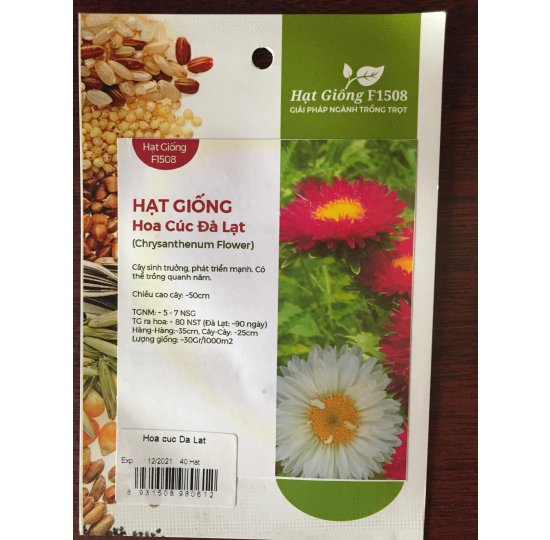 Hạt Giống F1508
GIẢI PHÁP NGÀNH TRỒNG TRỌT
Hạt Giống
F1508
HẠT GIỐNG
Hoa Cúc Đà Lạt
(Chrysanthenum Flower)
Cây sinh trưởng, phát triển mạnh. Có
thể trồng quanh năm.
Chiều cao cây: ~50cm
TGNM: ~ 5 - 7 NSG
TG ra hoa: ~ 80 NST (Đà Lạt: ~90 ngày)
Hàng-Hàng:~35cm, Cây-Cây: ~25cm
Lượng giống: ~30Gr/1000m2
Hoa cuc Da Lat
Exp 12/2021 40 Hat
8 931508 980612